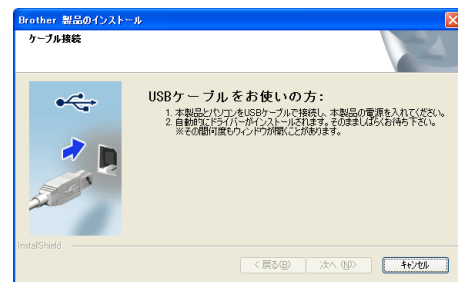 Brother 製品のインストール
ケーブル接続
USBケーブルをお使いの方:
1. 本製品とパソコンをUSBケーブルで接続し、本製品の電源を入れてください。
2. 自動的にドライバーがインストールされます。そのまましばらくお待ち下さい。
※その間何度もウィンドウが開くことがあります。
InstallShield
< 戻る(B)
次へ (N)>
キャンセル